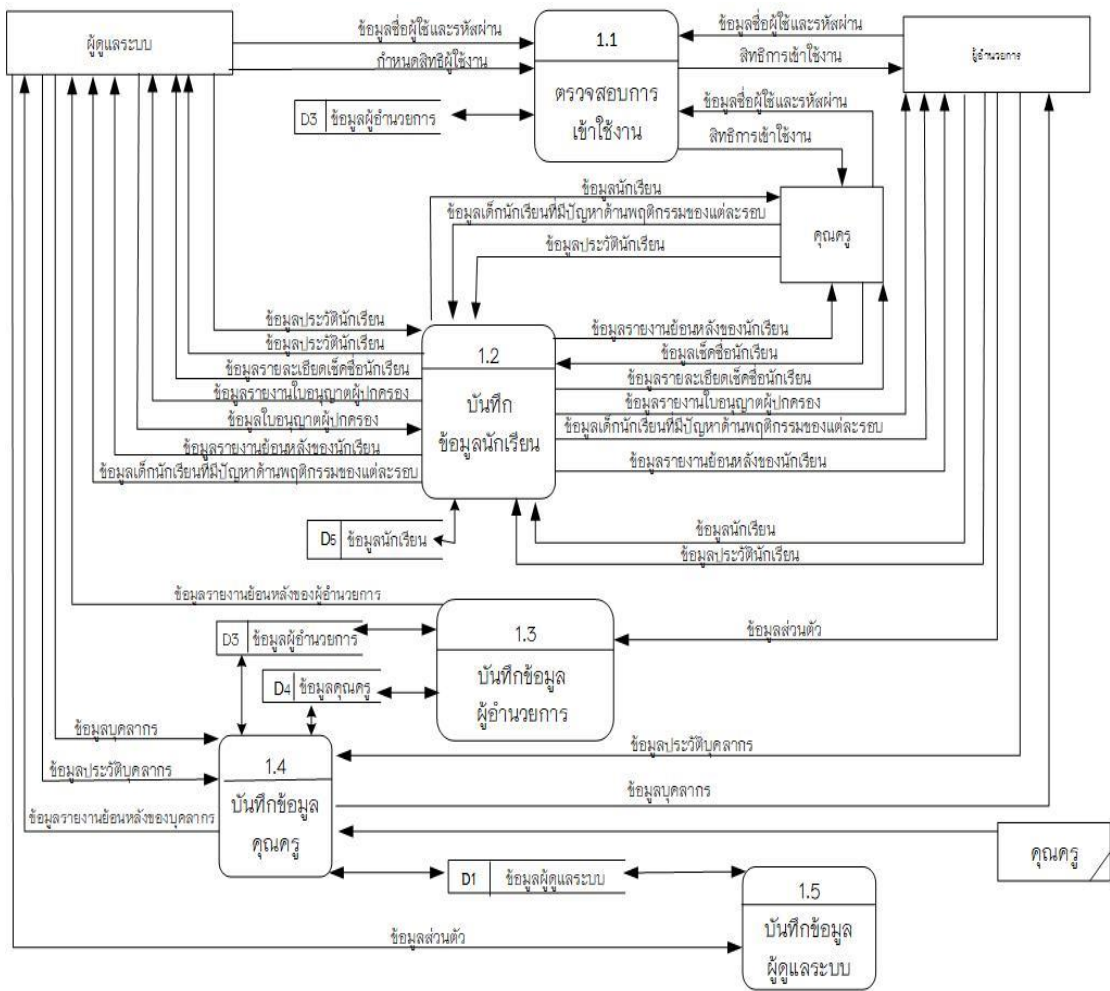 ผู้ดูแลระบบ
ข้อมูลชื่อผู้ใช้และรหัสผ่าน
กำหนดสิทธิผู้ใช้งาน
1.1
ตรวจสอบการ
เข้าใช้งาน
ข้อมูลชื่อผู้ใช้และรหัสผ่าน
สิทธิการเข้าใช้งาน
ผู้อำนวยการ
D3 ข้อมูลผู้อำนวยการ
ข้อมูลชื่อผู้ใช้และรหัสผ่าน
สิทธิการเข้าใช้งาน
ข้อมูลนักเรียน
ข้อมูลเด็กนักเรียนที่มีปัญหาด้านพฤติกรรมของแต่ละรอบ
ข้อมูลประวัตินักเรียน
คุณครู
ข้อมูลประวัตินักเรียน
ข้อมูลประวัตินักเรียน
ข้อมูลรายละเอียดเช็คชื่อนักเรียน
ข้อมูลรายงานใบอนุญาตผู้ปกครอง
ข้อมูลใบอนุญาตผู้ปกครอง
ข้อมูลรายงานย้อนหลังของนักเรียน
ข้อมูลเด็กนักเรียนที่มีปัญหาด้านพฤติกรรมของแต่ละรอบ
1.2
บันทึก
ข้อมูลนักเรียน
ข้อมูลรายงานย้อนหลังของนักเรียน
ข้อมูลเช็คชื่อนักเรียน
ข้อมูลรายละเอียดเช็คชื่อนักเรียน
ข้อมูลรายงานใบอนุญาตผู้ปกครอง
ข้อมูลเด็กนักเรียนที่มีปัญหาด้านพฤติกรรมของแต่ละรอบ
ข้อมูลรายงานย้อนหลังของนักเรียน
D5 ข้อมูลนักเรียน
ข้อมูลนักเรียน
ข้อมูลประวัตินักเรียน
ข้อมูลรายงานย้อนหลังของผู้อำนวยการ
1.3
บันทึกข้อมูล
ผู้อำนวยการ
ข้อมูลส่วนตัว
D3 ข้อมูลผู้อำนวยการ
D4 ข้อมูลคุณครู
ข้อมูลบุคลากร
ข้อมูลประวัติบุคลากร
ข้อมูลรายงานย้อนหลังของบุคลากร
1.4
บันทึกข้อมูล
คุณครู
ข้อมูลประวัติบุคลากร
ข้อมูลบุคลากร
คุณครู
D1 ข้อมูลผู้ดูแลระบบ
1.5
บันทึกข้อมูล
ผู้ดูแลระบบ
ข้อมูลส่วนตัว